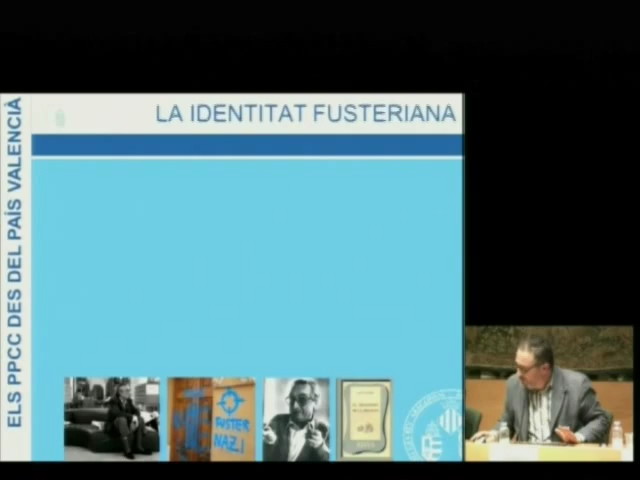 LA IDENTITAT FUSTERIANA
ELS PPCC DES DEL PAÍS VALENCIÀ
FUSTER
NAZI